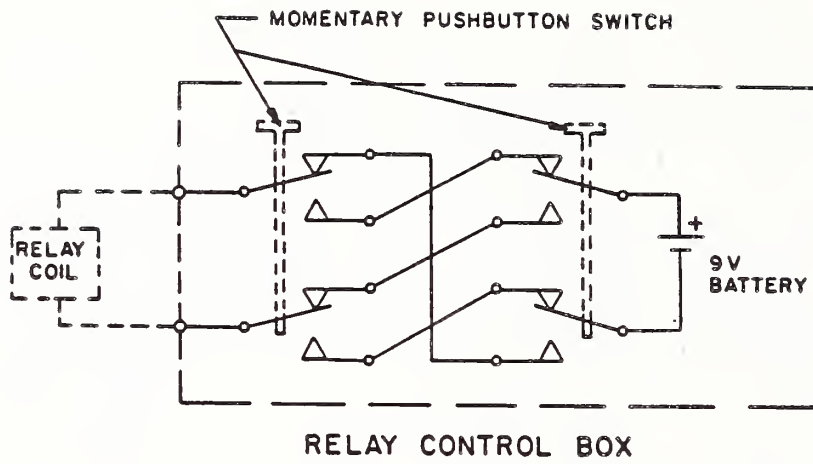 MOMENTARY PUSHBUTTON SWITCH
RELAY
COIL
+
9V
BATTERY
RELAY CONTROL BOX